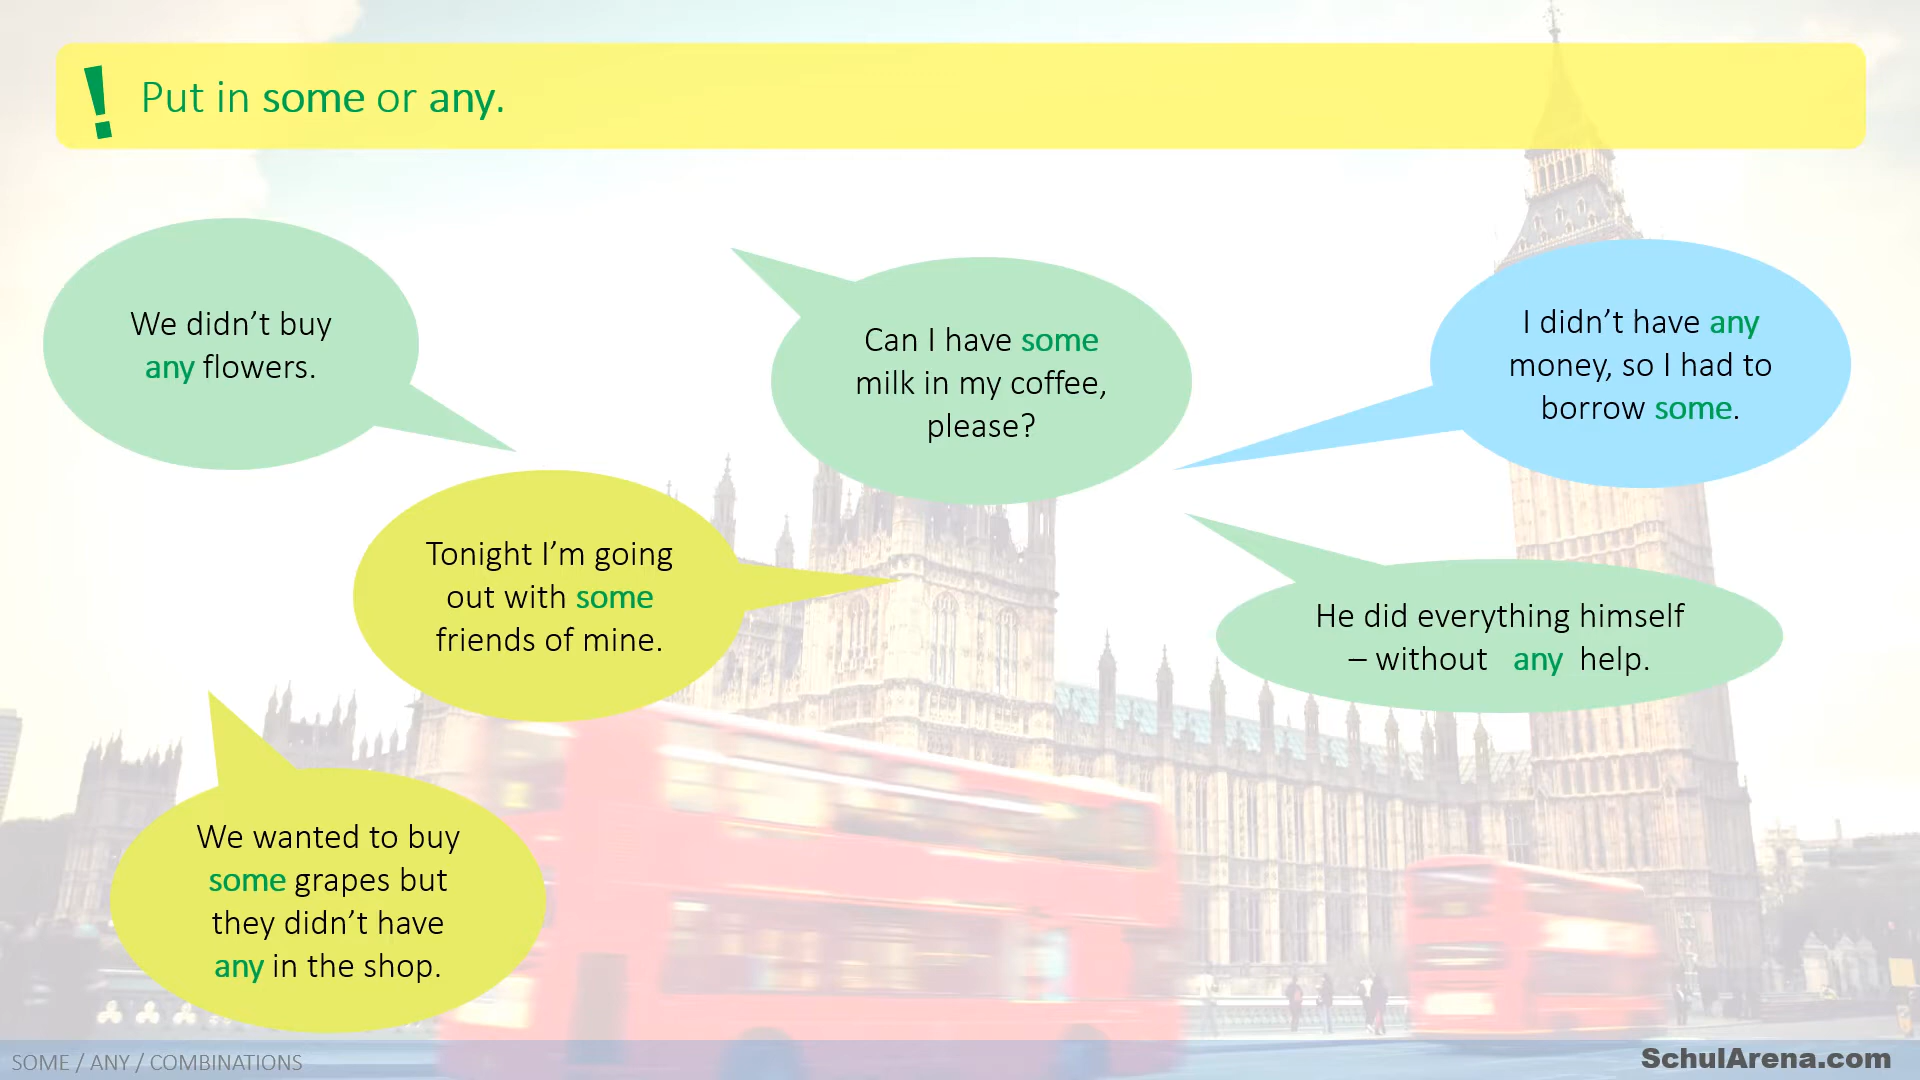 ! Put in some or any.
We didn’t buy
any flowers.
Can I have some
milk in my coffee,
please?
I didn’t have any
money, so I had to
borrow some.
Tonight I’m going
out with some
friends of mine.
He did everything himself
– without any help.
We wanted to buy
some grapes but
they didn’t have
any in the shop.
SOME / ANY / COMBINATIONS
SchulArena.com